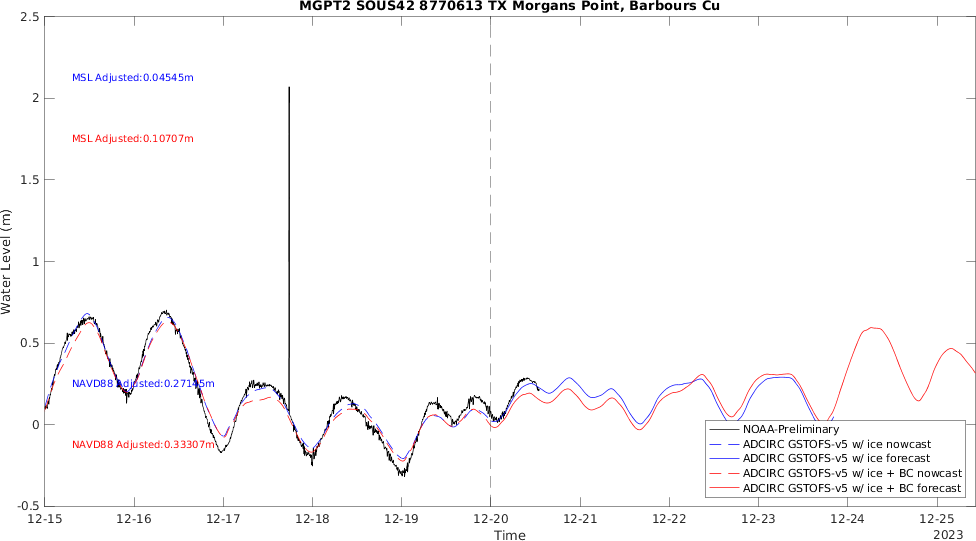 MGPT2 SOUS42 8770613 TX Morgans Point, Barbours Cu
2.5
2
1.5
1
0.5
0
-0.5
Water Level (m)
MSL Adjusted:0.04545m
MSL Adjusted:0.10707m
NAVD88 Adjusted:0.27145m
NAVD88 Adjusted:0.33307m
NOAA-Preliminary
ADCIRC GSTOFS-v5 w/ ice nowcast
ADCIRC GSTOFS-v5 w/ ice forecast
ADCIRC GSTOFS-v5 w/ ice + BC nowcast
ADCIRC GSTOFS-v5 w/ ice + BC forecast
12-15 12-16 12-17 12-18 12-19 12-20 12-21 12-22 12-23 12-24 12-25
Time
2023